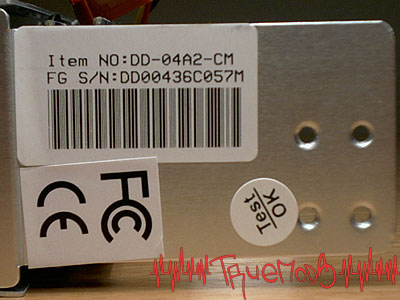 Item NO:DD-04A2-CM
FG S/N:DD00436C057M
FC
CE
Test
OK
TRUEMODS